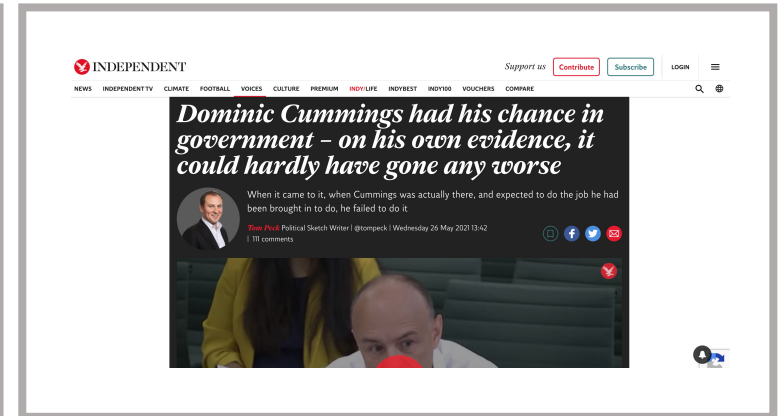 INDEPENDENT
Support us Contribute Subscribe LOGIN
NEWS INDEPENDENT TV CLIMATE FOOTBALL VOICES CULTURE PREMIUM INDY/LIFE INDYBEST INDY100 VOUCHERS COMPARE
Dominic Cummings had his chance in
government – on his own evidence, it
could hardly have gone any worse
When it came to it, when Cummings was actually there, and expected to do the job he had
been brought in to do, he failed to do it
Tom Peck Political Sketch Writer | @tompeck | Wednesday 26 May 2021 13:42
| 111 comments